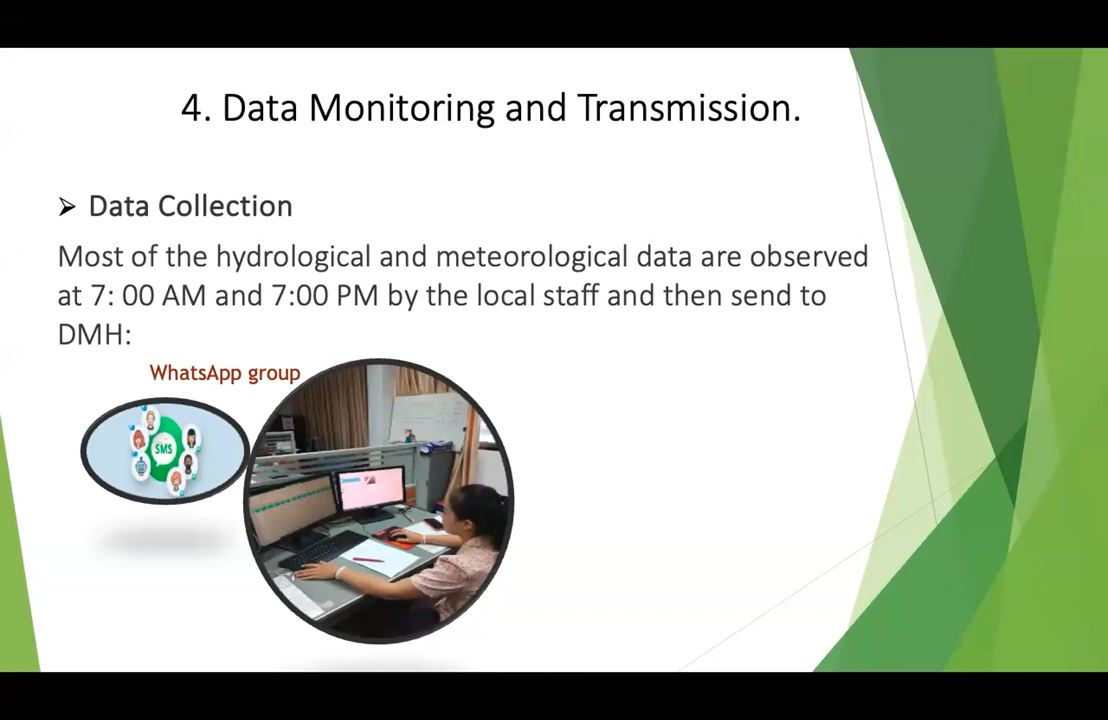 4. Data Monitoring and Transmission.
➢ Data Collection
Most of the hydrological and meteorological data are observed
at 7: 00 AM and 7:00 PM by the local staff and then send to
DMH:
WhatsApp group
SMS